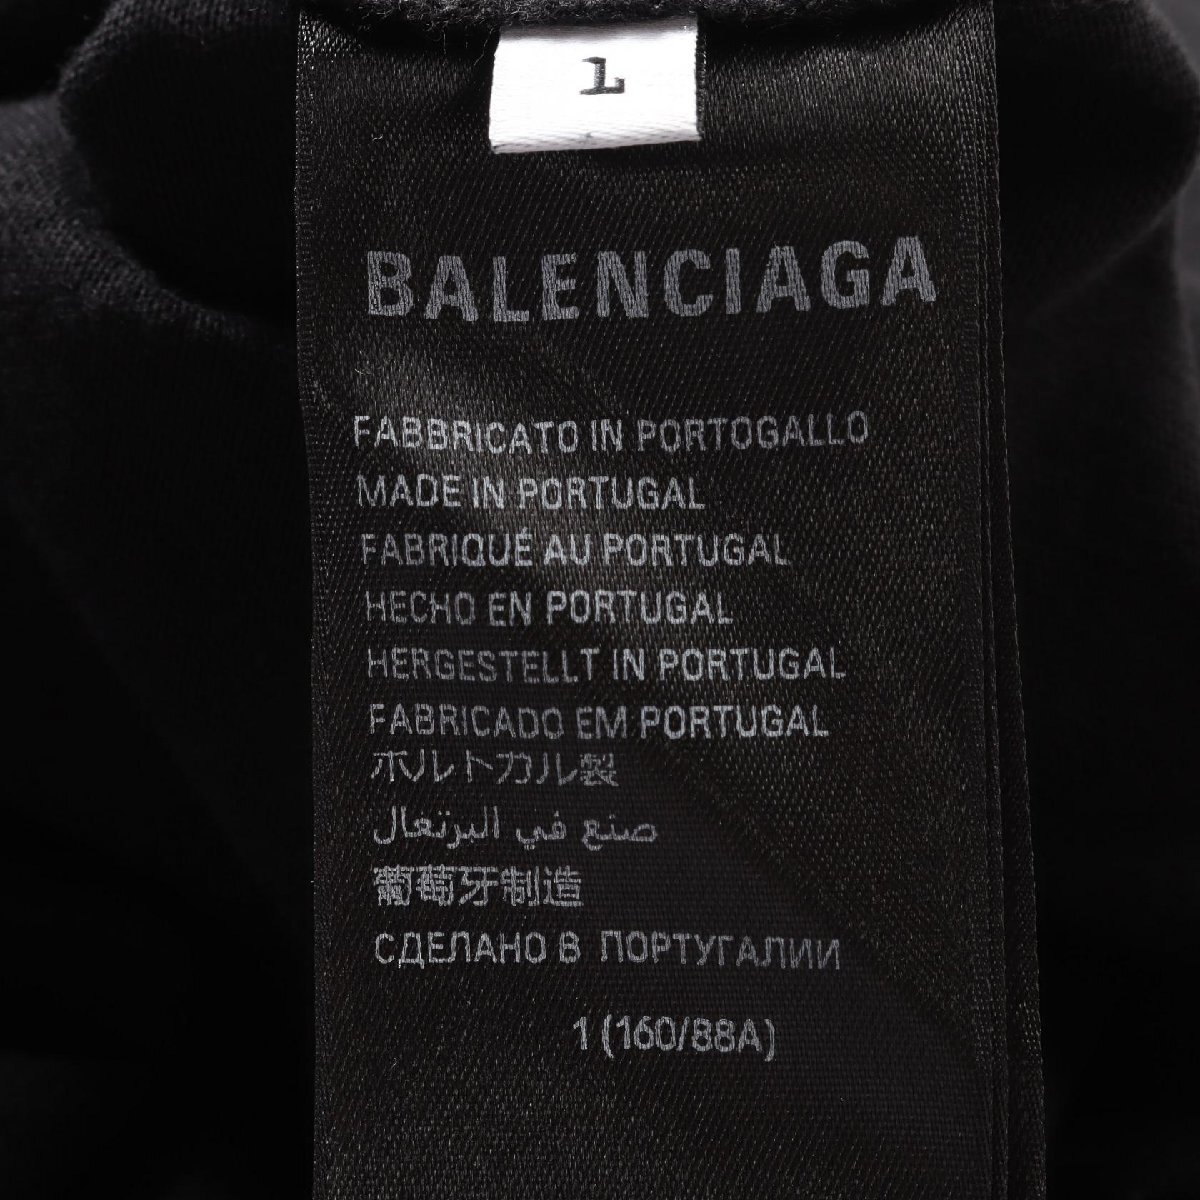 1
BALENCIAGA
FABBRICATO IN PORTOGALLO
MADE IN PORTUGAL
FABRIQUÉ AU PORTUGAL
HECHO EN PORTUGAL
HERGESTELLT IN PORTUGAL
FABRICADO EM PORTUGAL
ポルトガル製
صنع في البرتغال
葡萄牙制造
СДЕЛАНО В ПОРТУГАЛИИ
1 (160/88A)